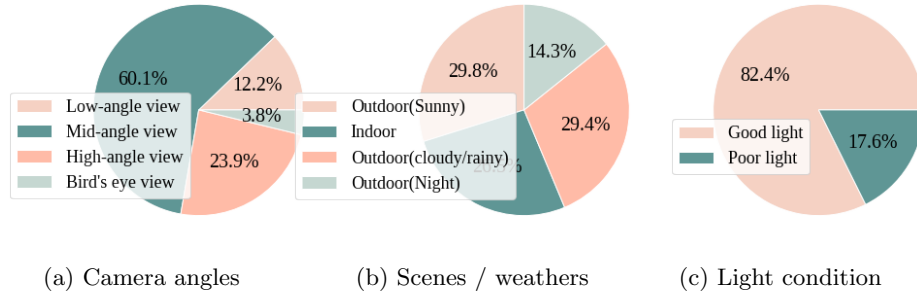 60.1%
12.2%
3.8%
23.9%
Low-angle view
Mid-angle view
High-angle view
Bird's eye view
(a) Camera angles
14.3%
29.8%
29.4%
Outdoor(Sunny)
Indoor
Outdoor(cloudy/rainy)
Outdoor(Night)
(b) Scenes / weathers
82.4%
17.6%
Good light
Poor light
(c) Light condition